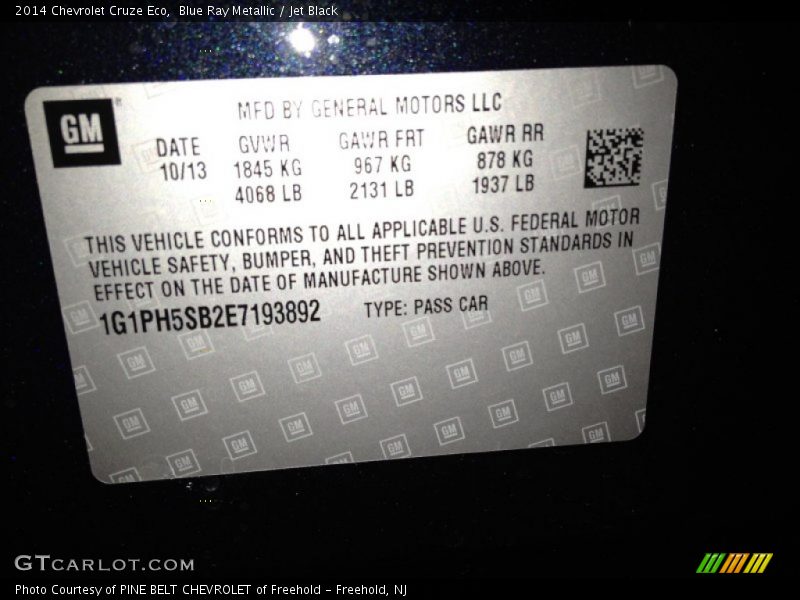 2014 Chevrolet Cruze Eco, Blue Ray Metallic / Jet Black
GM
MFD BY GENERAL MOTORS LLC
DATE GVWR GAWR FRT GAWR RR
10/13 1845 KG 967 KG 878 KG
4068 LB 2131 LB 1937 LB
THIS VEHICLE CONFORMS TO ALL APPLICABLE U.S. FEDERAL MOTOR
VEHICLE SAFETY, BUMPER, AND THEFT PREVENTION STANDARDS IN
EFFECT ON THE DATE OF MANUFACTURE SHOWN ABOVE.
1G1PH5SB2E7193892 TYPE: PASS CAR
GTCARLOT.COM
Photo Courtesy of PINE BELT CHEVROLET of Freehold - Freehold, NJ